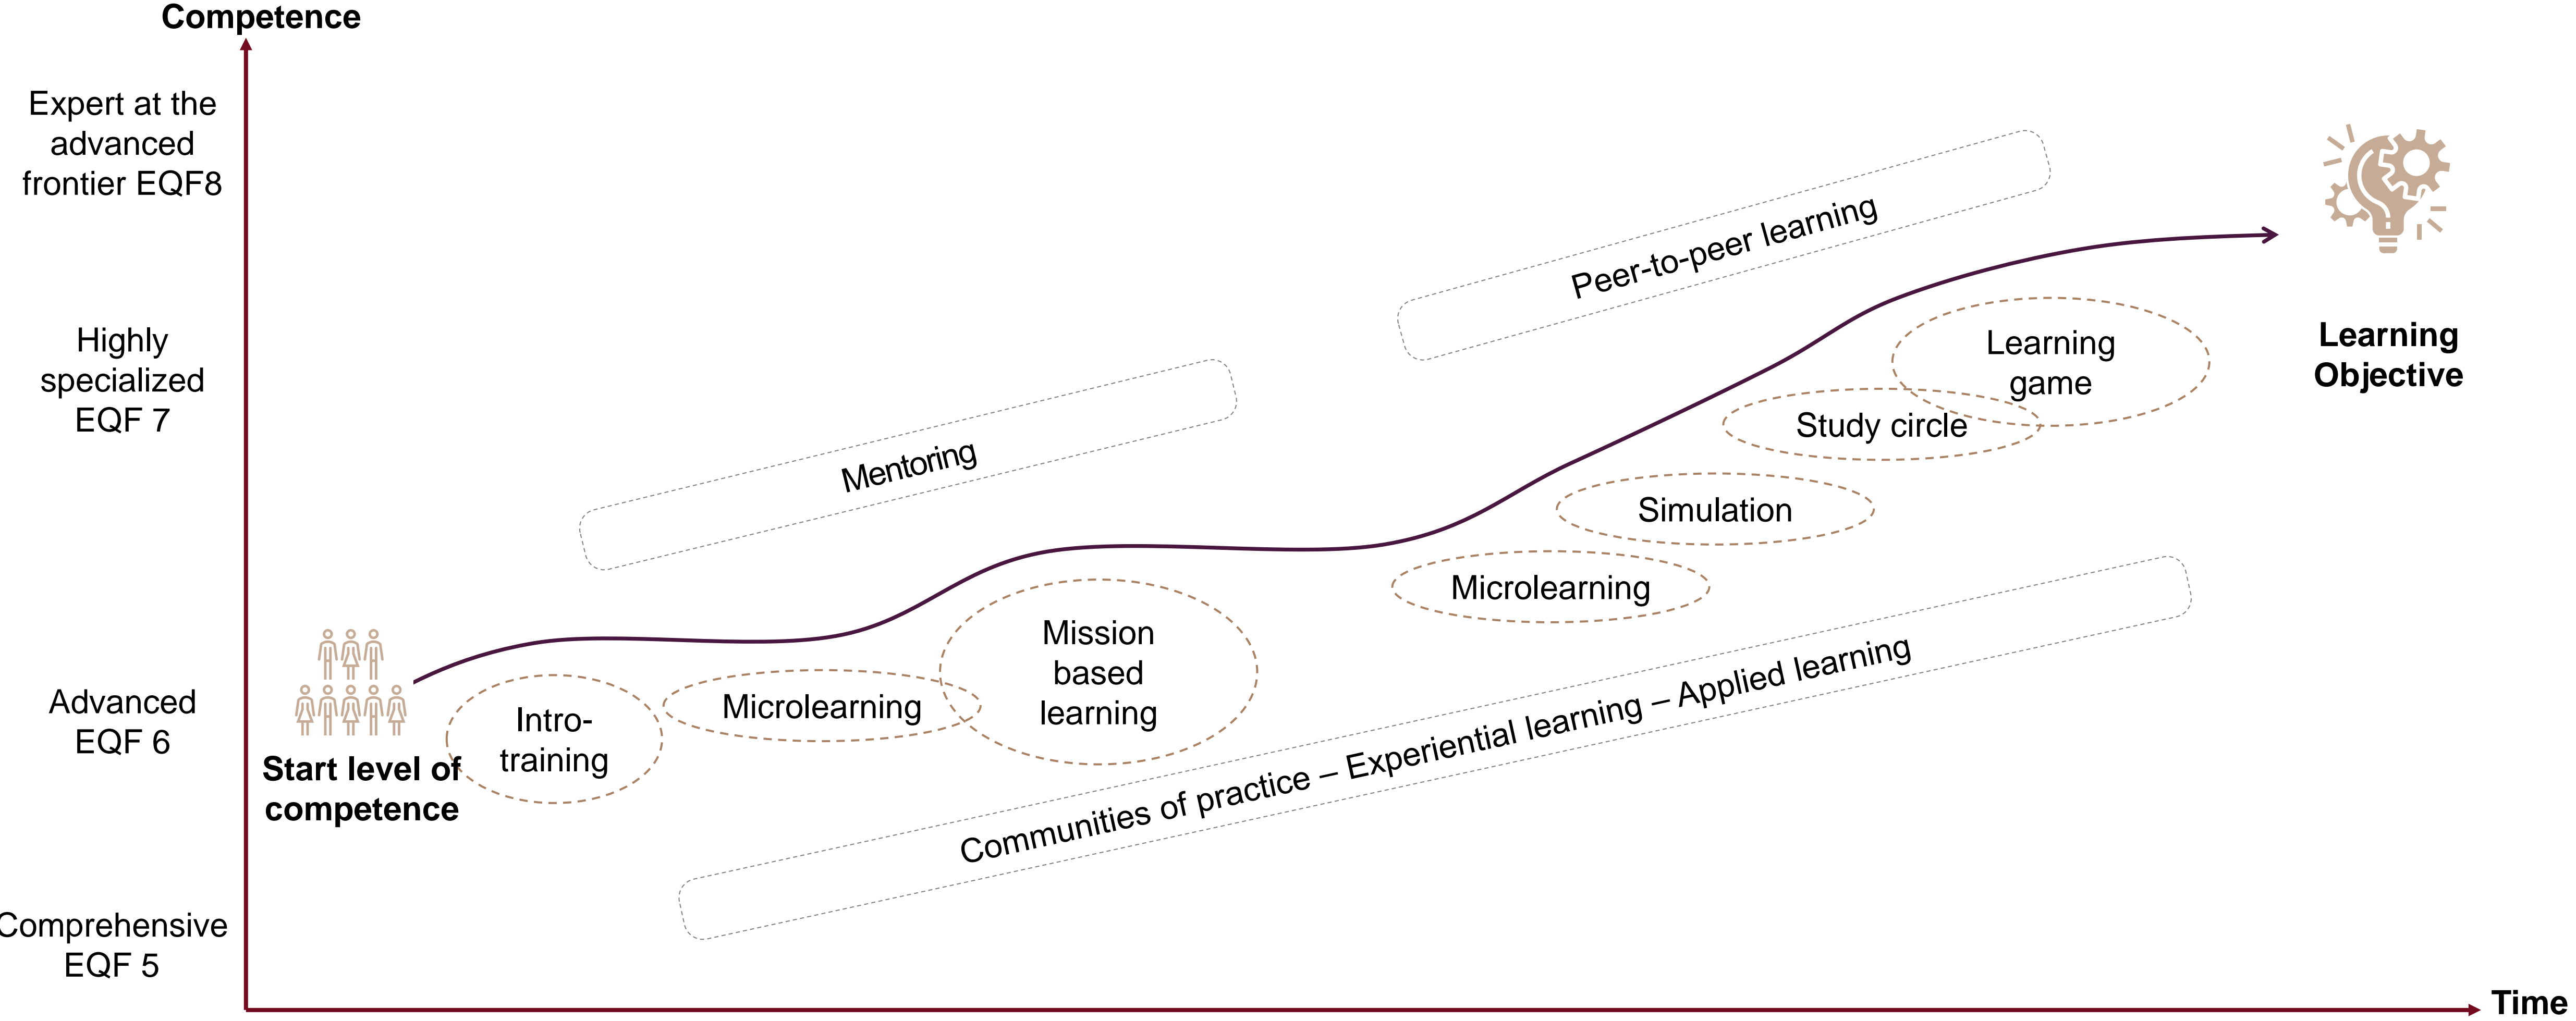 Competence
Expert at the
advanced
frontier EQF8
Highly
specialized
EQF 7
Advanced
EQF 6
Comprehensive
EQF 5
Start level of
competence
Intro-
training
Microlearning
Mission
based
learning
Mentoring
Microlearning
Simulation
Study circle
Learning
game
Peer-to-peer learning
Communities of practice – Experiential learning – Applied learning
Learning
Objective
Time